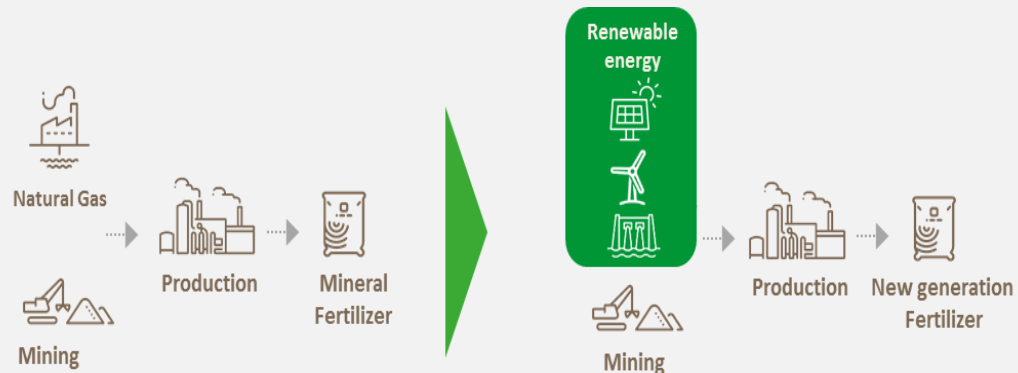 Renewable
energy
Natural Gas
Production
Mineral
Fertilizer
Mining
Production
New generation
Fertilizer
Mining